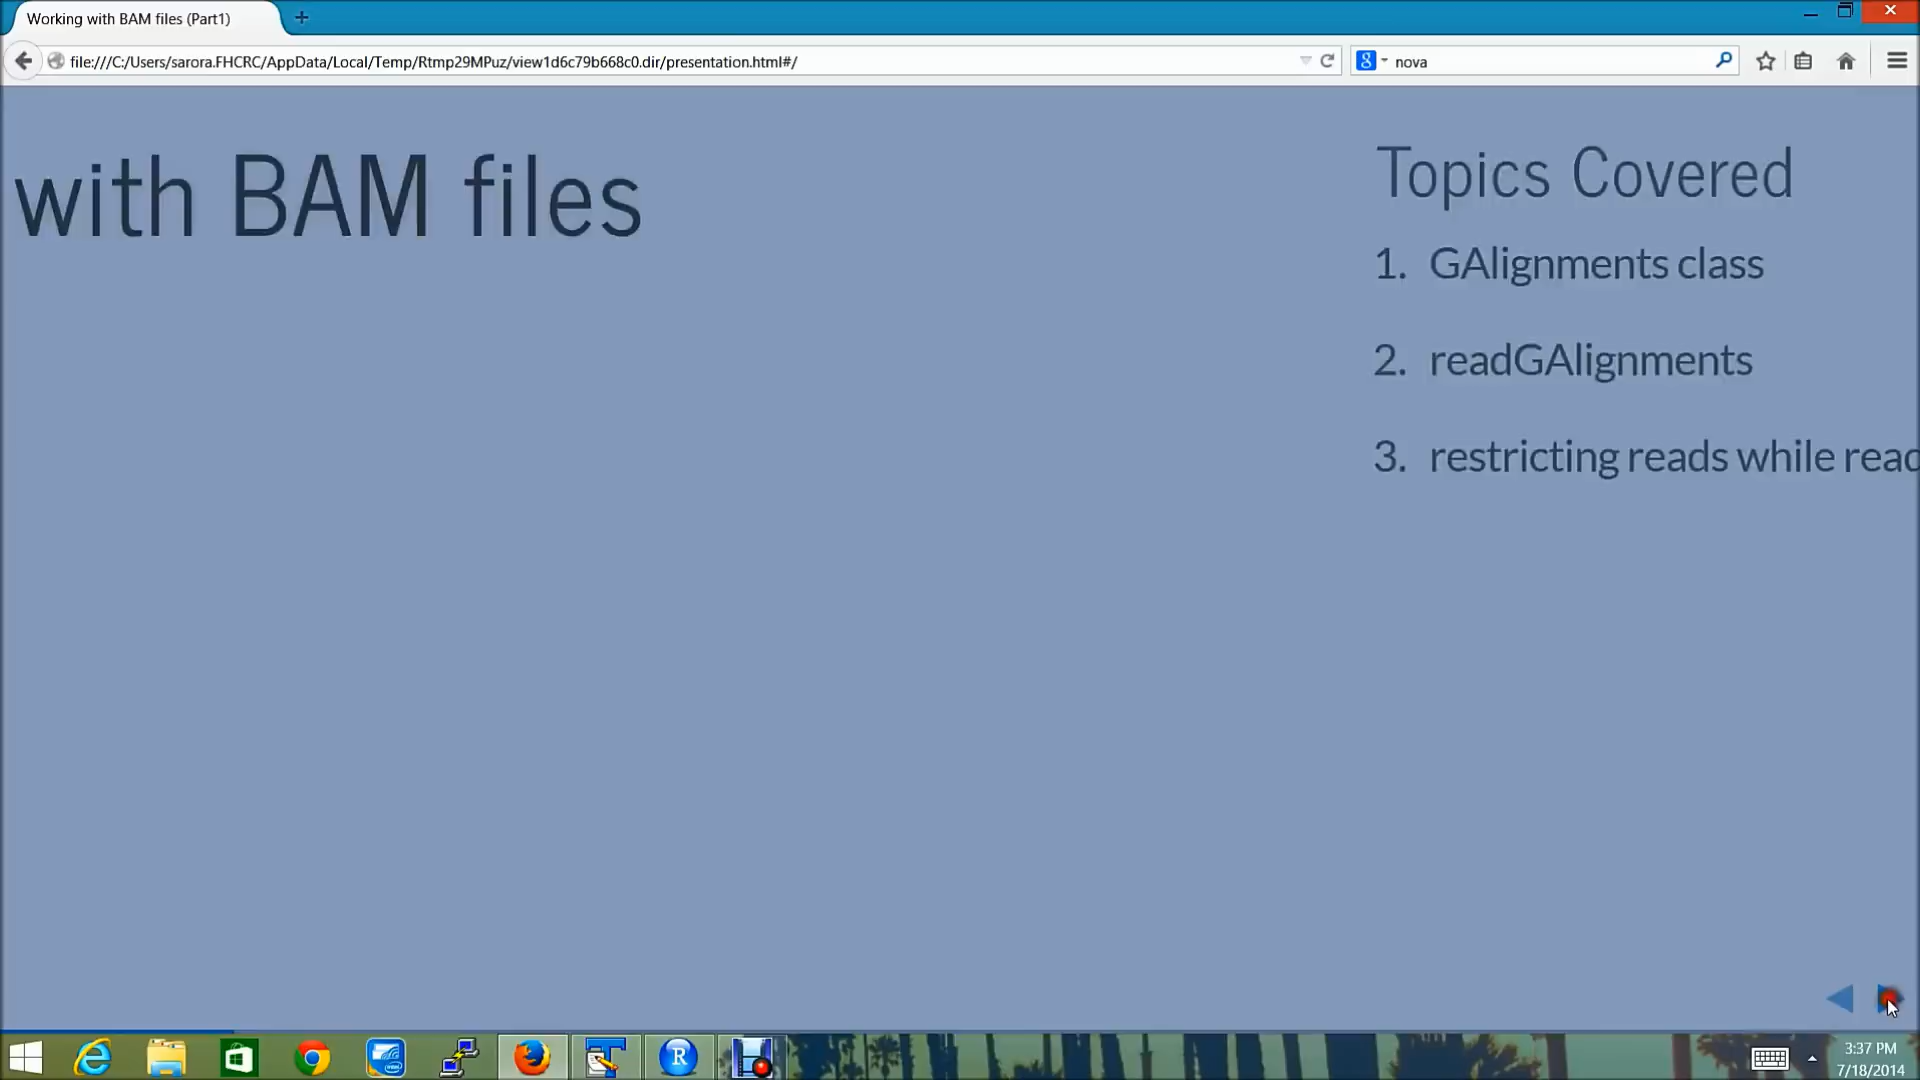 Working with BAM files (Part1)
file:///C:/Users/sarora.FHCRC/AppData/Local/Temp/Rtmp29MPuz/view1d6c79b668c0.dir/presentation.html#/
nova
with BAM files
Topics Covered
1. GAlignments class
2. readGAlignments
3. restricting reads while read
3:37 PM
7/18/2014